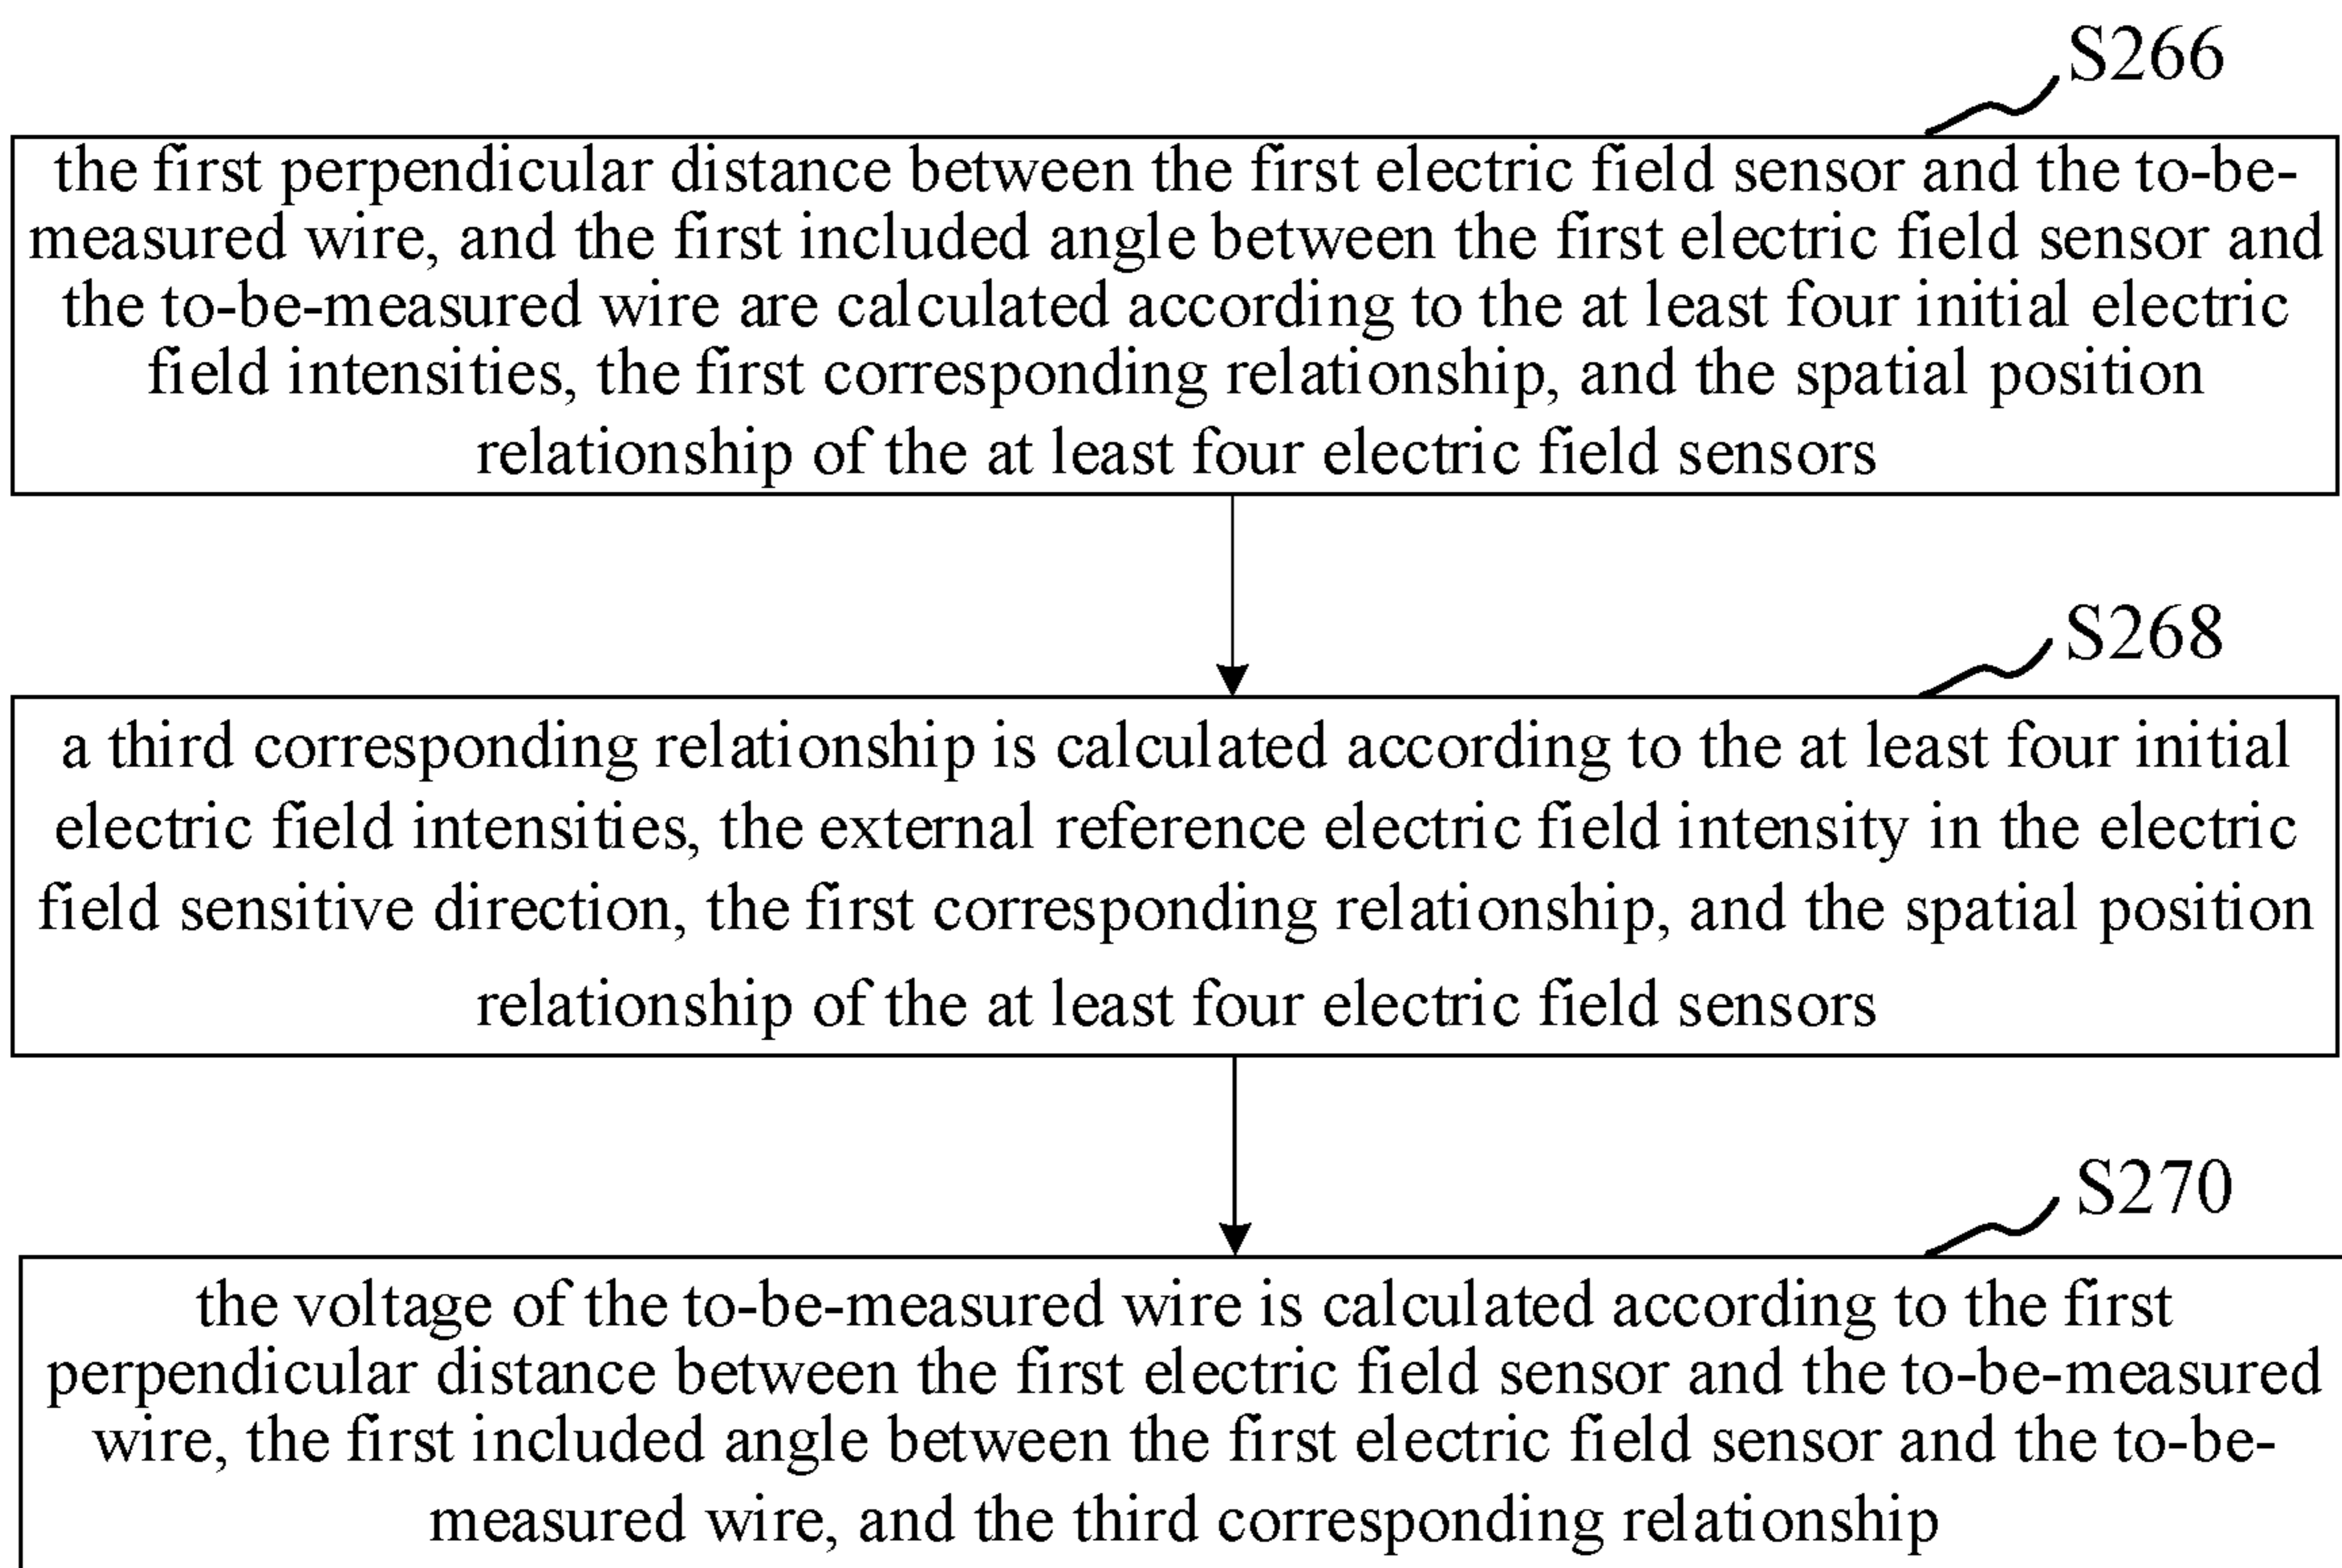 S266
the first perpendicular distance between the first electric field sensor and the to-be-
measured wire, and the first included angle between the first electric field sensor and
the to-be-measured wire are calculated according to the at least four initial electric
field intensities, the first corresponding relationship, and the spatial position
relationship of the at least four electric field sensors
S268
a third corresponding relationship is calculated according to the at least four initial
electric field intensities, the external reference electric field intensity in the electric
field sensitive direction, the first corresponding relationship, and the spatial position
relationship of the at least four electric field sensors
S270
the voltage of the to-be-measured wire is calculated according to the first
perpendicular distance between the first electric field sensor and the to-be-measured
wire, the first included angle between the first electric field sensor and the to-be-
measured wire, and the third corresponding relationship